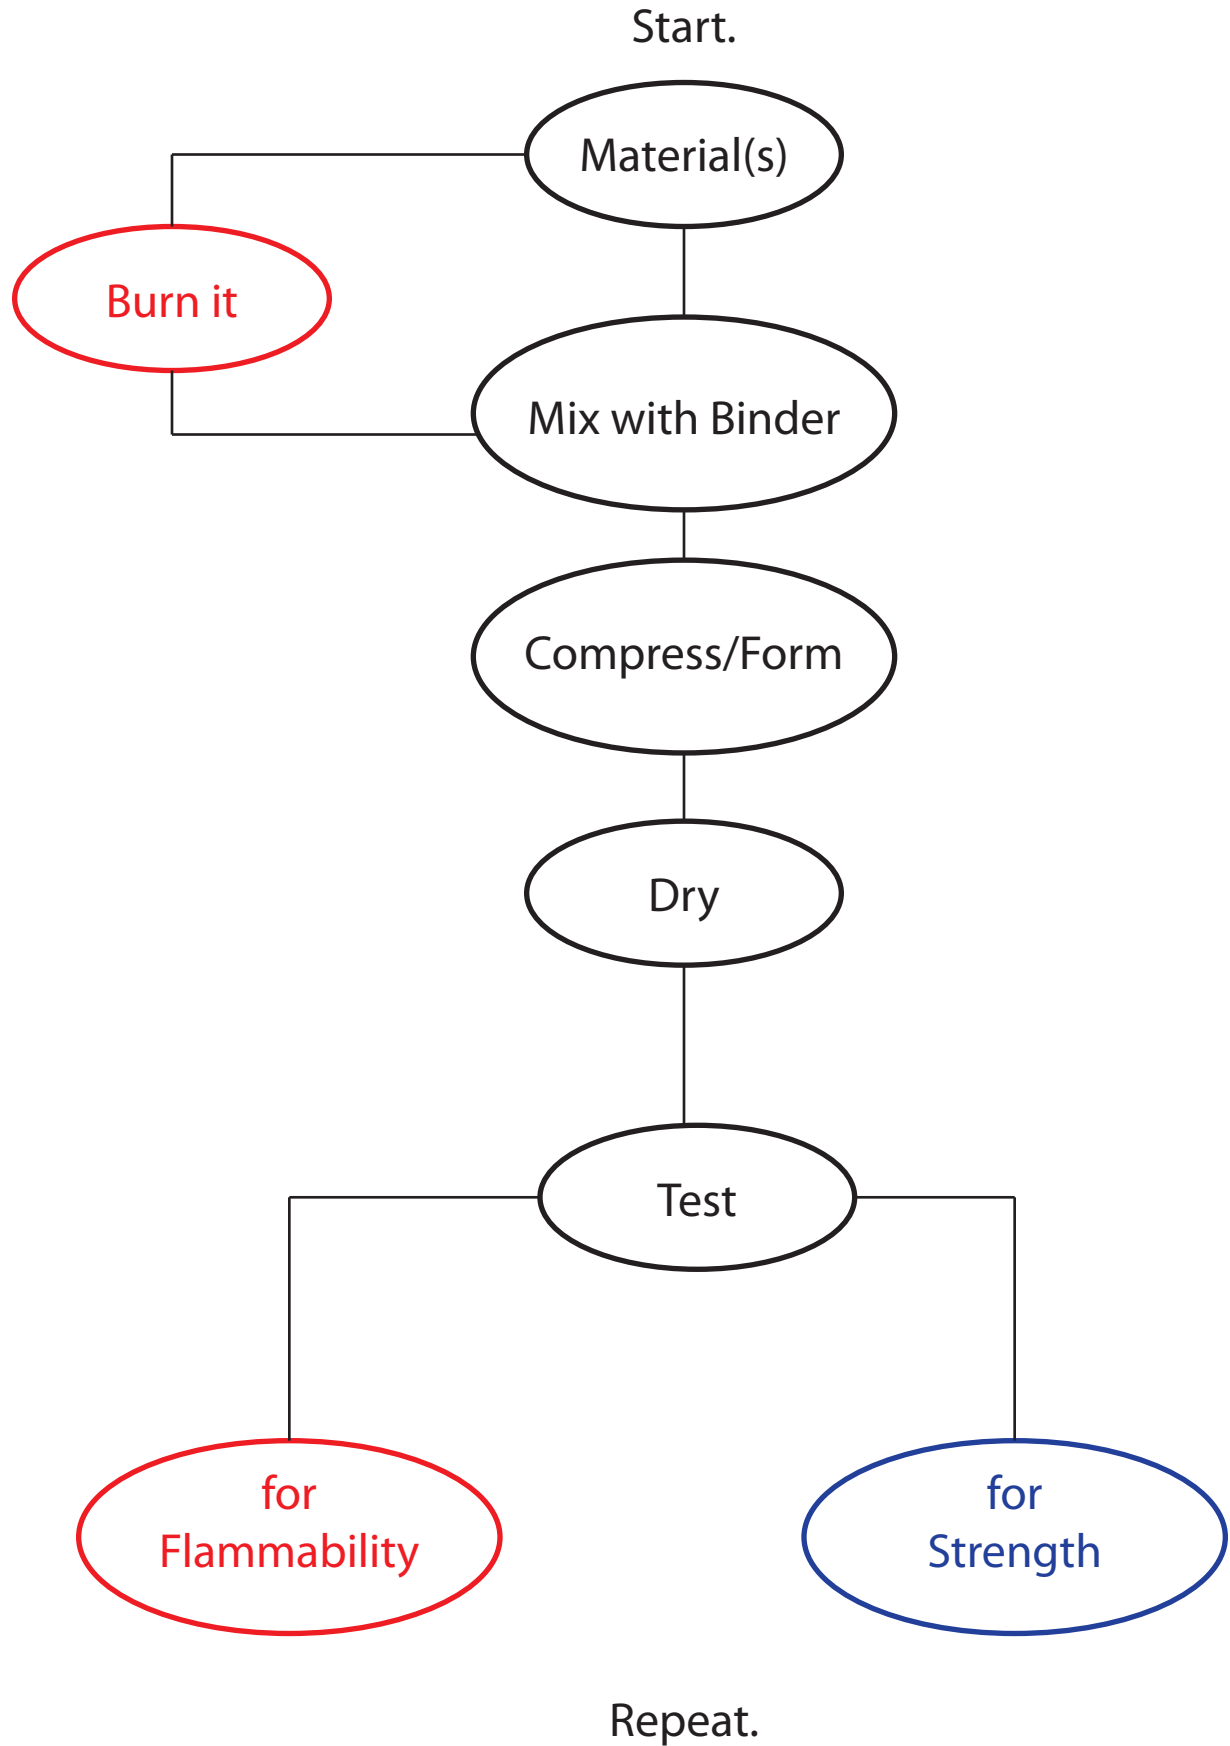 Start.
Material(s)
Burn it
Mix with Binder
Compress/Form
Dry
Test
for
Flammability
for
Strength
Repeat.